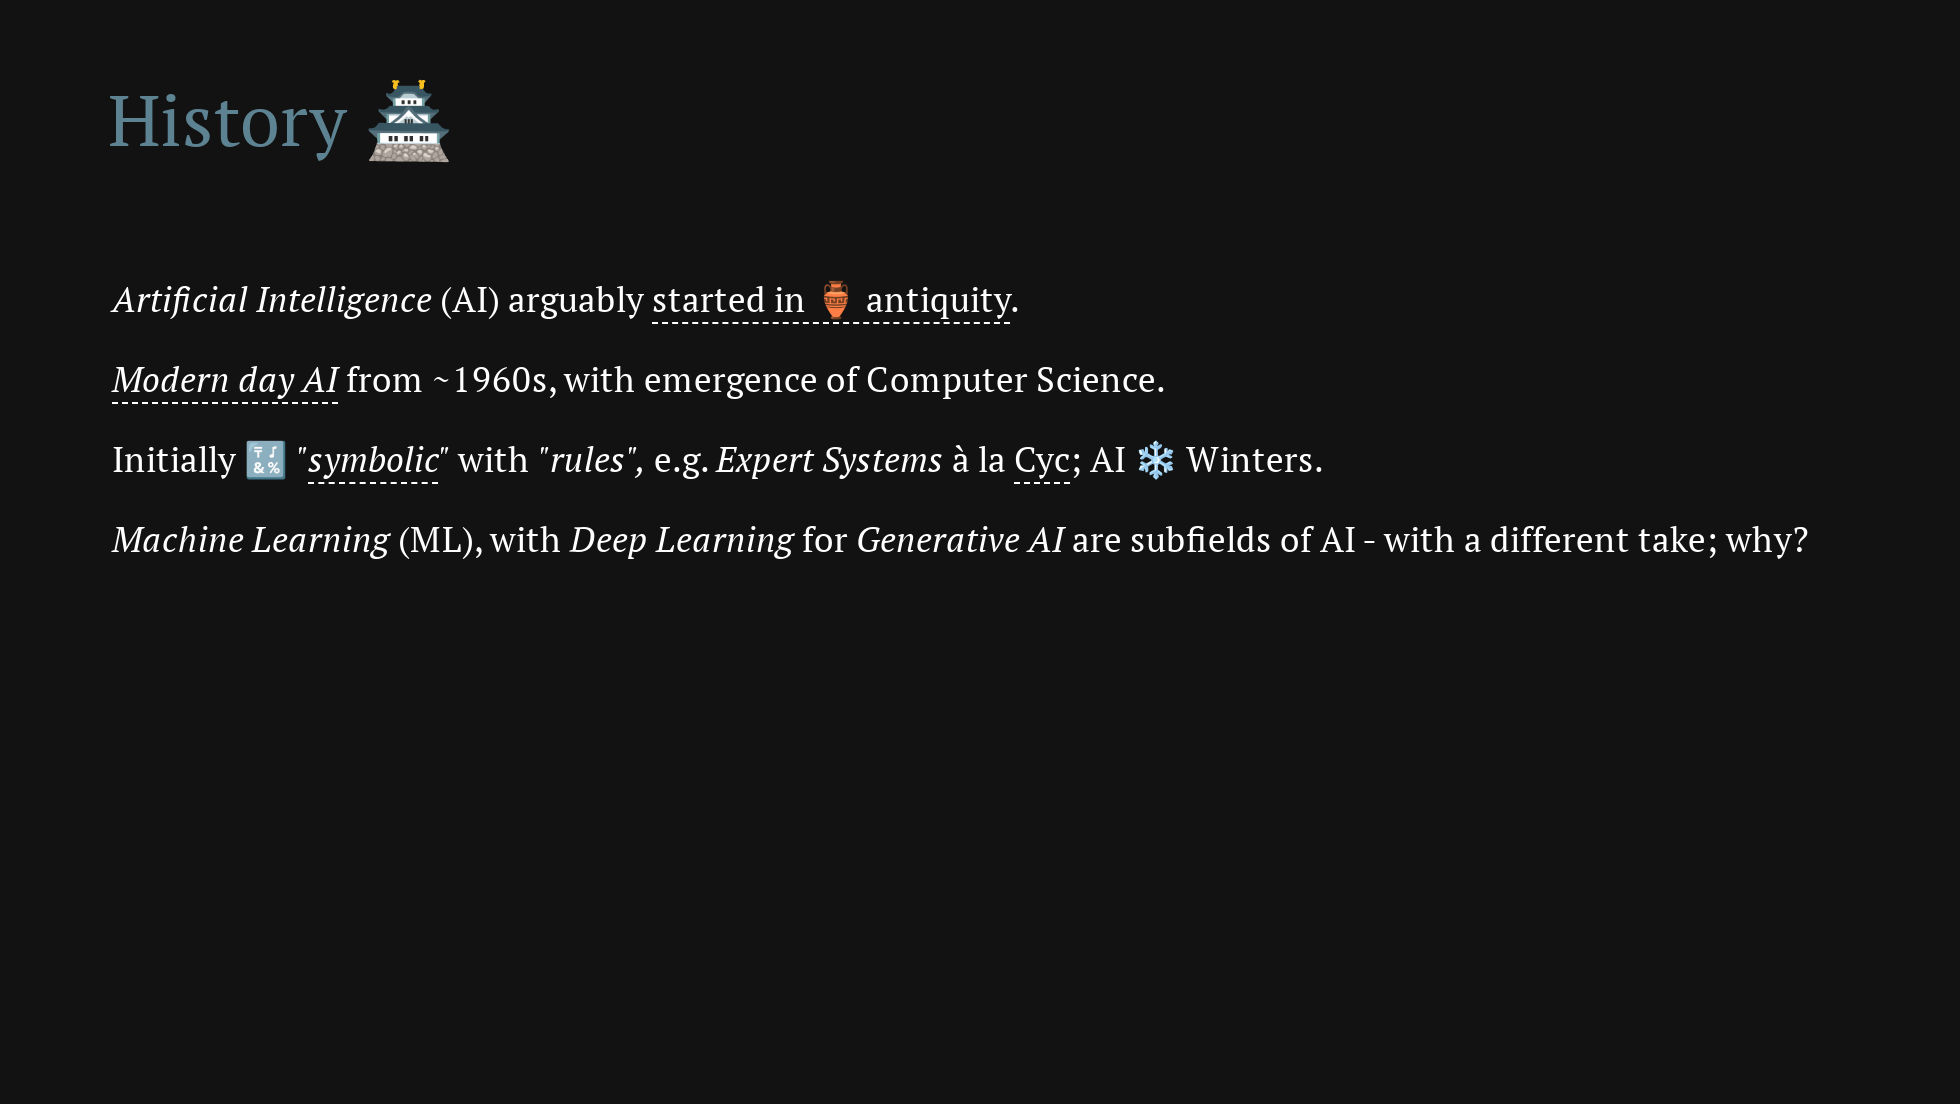 History 🏯
Artificial Intelligence (AI) arguably started in 🏺 antiquity.
Modern day AI from ~1960s, with emergence of Computer Science.
Initially 🔣 "symbolic" with "rules", e.g. Expert Systems à la Cyc; AI ❄️ Winters.
Machine Learning (ML), with Deep Learning for Generative AI are subfields of AI - with a different take; why?